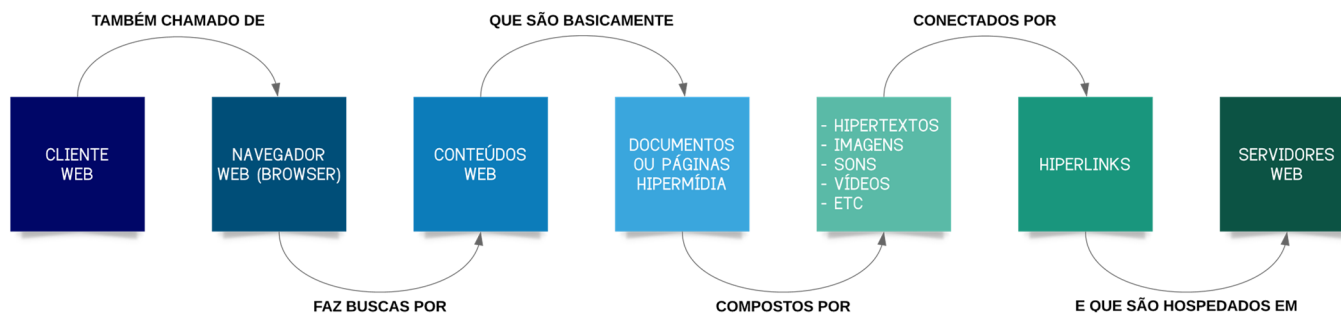 TAMBÉM CHAMADO DE
QUE SÃO BASICAMENTE
CONECTADOS POR
CLIENTE
WEB
NAVEGADOR
WEB (BROWSER)
CONTEÚDOS
WEB
DOCUMENTOS
OU PÁGINAS
HIPERMÍDIA
- HIPERTEXTOS
- IMAGENS
- SONS
- VÍDEOS
- ETC
HIPERLINKS
SERVIDORES
WEB
FAZ BUSCAS POR
COMPOSTOS POR
E QUE SÃO HOSPEDADOS EM